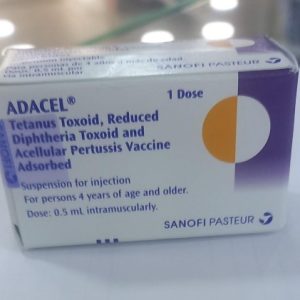 SANOFI PASTEUR
ADACEL®
1 Dose
Tetanus Toxoid, Reduced
Diphtheria Toxoid and
Acellular Pertussis Vaccine
Adsorbed
Suspension for injection
For persons 4 years of age and older.
Dose: 0.5 mL intramuscularly.
SANOFI PASTEUR